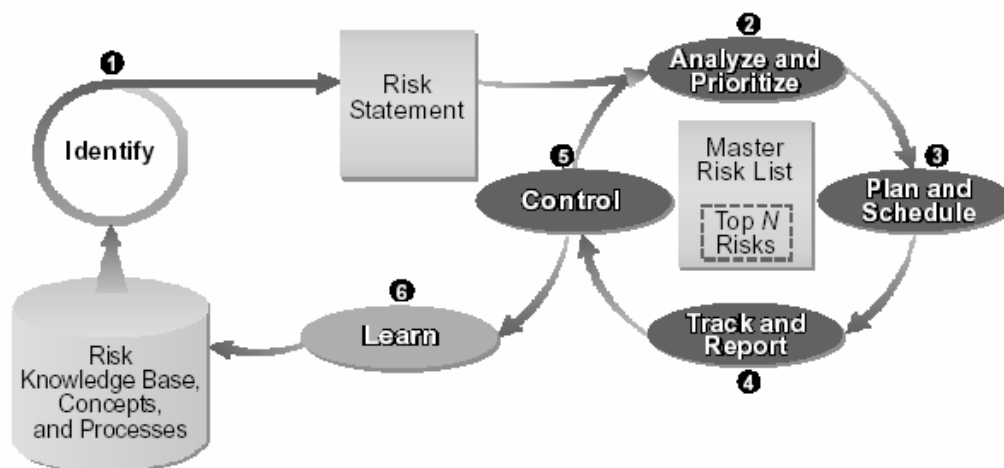 1
Identify
Risk
Statement
2
Analyze and
Prioritize
3
Plan and
Schedule
Master
Risk List
Top N
Risks
4
Track and
Report
5
Control
6
Learn
Risk
Knowledge Base,
Concepts,
and Processes